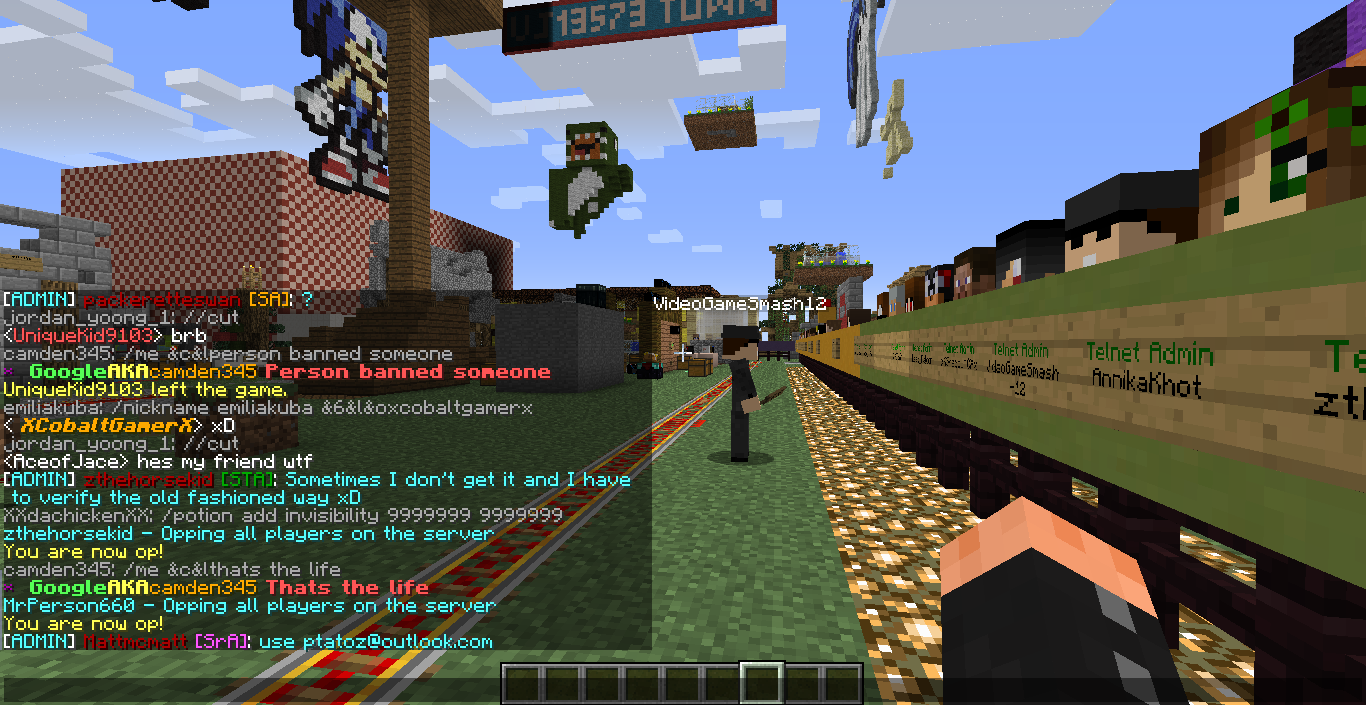 13573 TOWN
[ADMIN] packeretteswan [SA]: ?
jordan_yoong_1: //cut
<UniqueKid9103> brb
camden345: /me &c&lperson banned someone
* GoogleAKAcamden345 Person banned someone
UniqueKid9103 left the game.
emiliakuba: /nickname emiliakuba &6&l&oxcobaltgamerx
< XCobaltGamerX> xD
jordan_yoong_1: //cut
<AceofJace> hes my friend wtf
[ADMIN] zthehorsekid [STA]: Sometimes I don't get it and I have
to verify the old fashioned way xD
XXdachickenXX: /potion add invisibility 9999999 9999999
zthehorsekid - Opping all players on the server
You are now op!
camden345: /me &c&lthats the life
* GoogleAKAcamden345 Thats the life
MrPerson660 - Opping all players on the server
You are now op!
[ADMIN] Mattmcmatt [SrA]: use ptatoz@outlook.com
VideoGameSmash12
Telnet Admin
VideoGameSmash
-12
Telnet Admin
AnnikaKhot
Te
zt